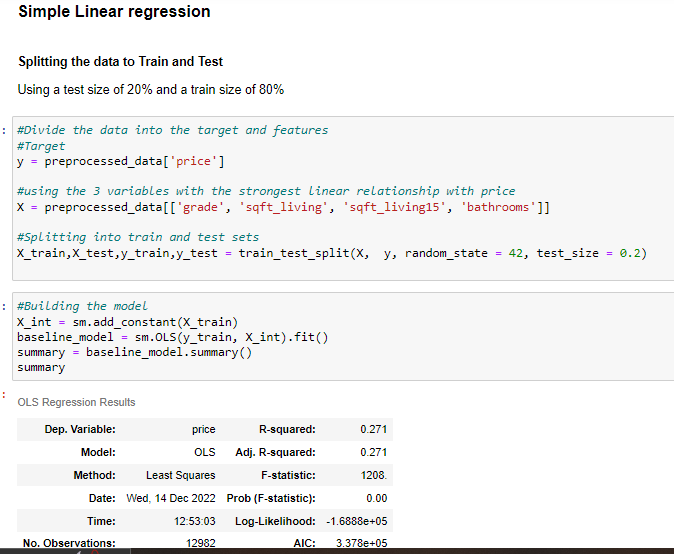 Simple Linear regression
Splitting the data to Train and Test
Using a test size of 20% and a train size of 80%
: #Divide the data into the target and features
#Target
y = preprocessed_data['price']
#using the 3 variables with the strongest linear relationship with price
X = preprocessed_data[['grade', 'sqft_living', 'sqft_living15', 'bathrooms']]
#Splitting into train and test sets
X_train,X_test,y_train,y_test = train_test_split(X, y, random_state = 42, test_size = 0.2)
: #Building the model
X_int = sm.add_constant(X_train)
baseline_model = sm.OLS(y_train, X_int).fit()
summary = baseline_model.summary()
summary
:
OLS Regression Results
Dep. Variable: price R-squared: 0.271
Model: OLS Adj. R-squared: 0.271
Method: Least Squares F-statistic: 1208.
Date: Wed, 14 Dec 2022 Prob (F-statistic): 0.00
Time: 12:53:03 Log-Likelihood: -1.6888e+05
No. Observations: 12982 AIC: 3.378e+05